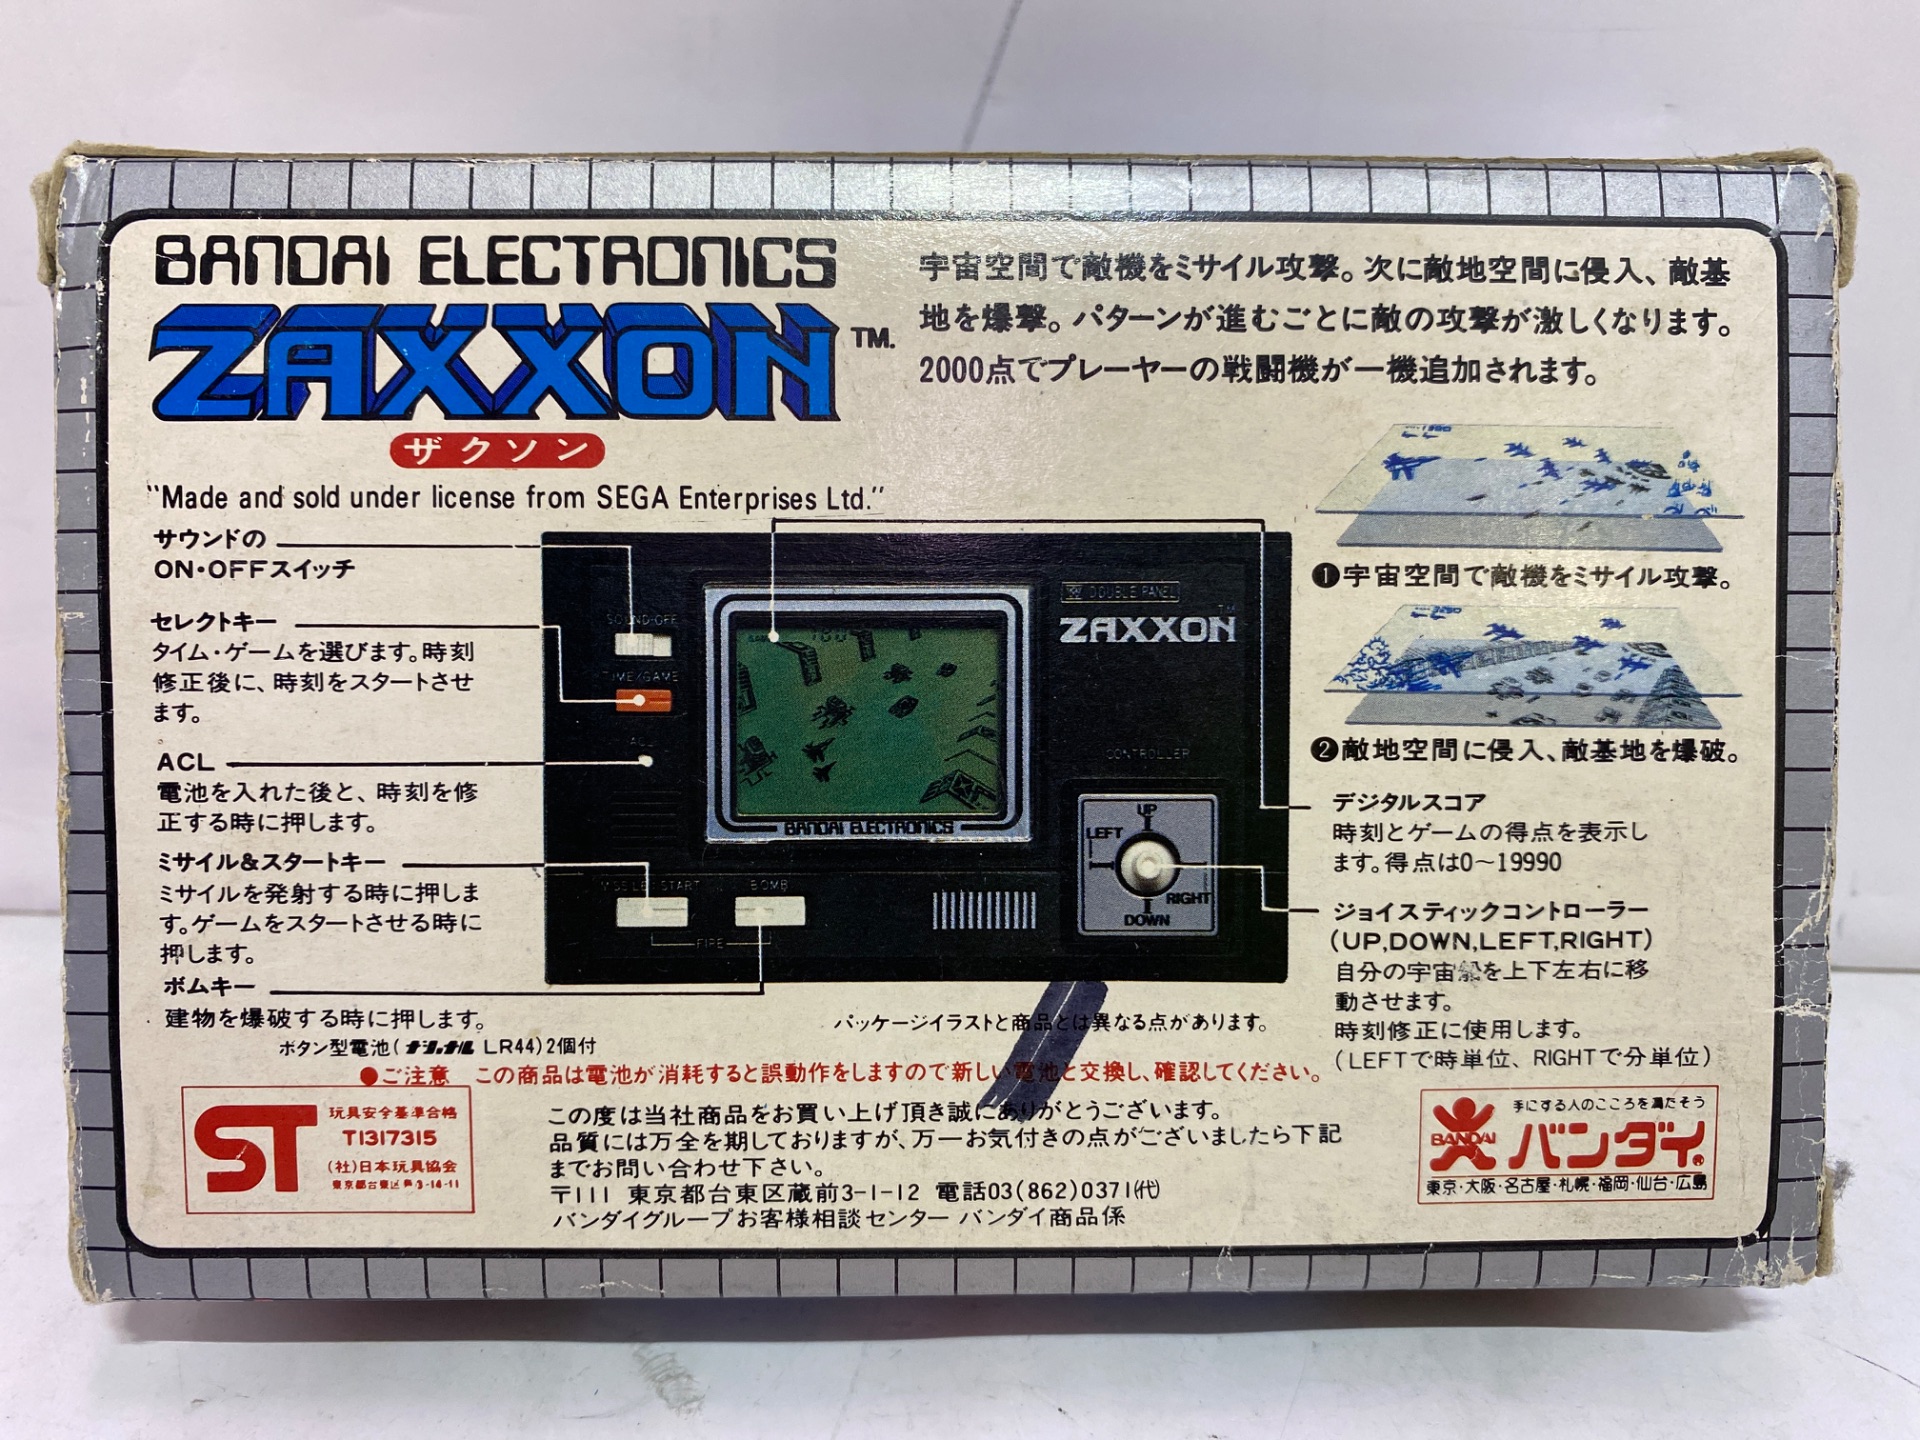 BANDAI ELECTRONICS
ZAXXON TM.
ザクソン
"Made and sold under license from SEGA Enterprises Ltd."
宇宙空間で敵機をミサイル攻撃。次に敵地空間に侵入、敵基
地を爆撃。パターンが進むごとに敵の攻撃が激しくなります。
2000点でプレーヤーの戦闘機が一機追加されます。
❶宇宙空間で敵機をミサイル攻撃。
❷敵地空間に侵入、敵基地を爆破。
サウンドの
ON・OFFスイッチ
セレクトキー
タイム・ゲームを選びます。時刻
修正後に、時刻をスタートさせ
ます。
ACL
電池を入れた後と、時刻を修
正する時に押します。
ミサイル&スタートキー
ミサイルを発射する時に押しま
す。ゲームをスタートさせる時に
押します。
ボムキー
建物を爆破する時に押します。
ボタン型電池(ナショナル LR44)2個付
SOUND-OFF
TIME/GAME
ACL
MISSILE/START
BOMB
FIRE
BANDAI ELECTRONICS
DOUBLE PANEL
ZAXXON TM
CONTROLLER
UP
LEFT
RIGHT
DOWN
デジタルスコア
時刻とゲームの得点を表示し
ます。得点は0〜19990
ジョイスティックコントローラー
(UP,DOWN,LEFT,RIGHT)
自分の宇宙船を上下左右に移
動させます。
時刻修正に使用します。
(LEFTで時単位、RIGHTで分単位)
パッケージイラストと商品とは異なる点があります。
●ご注意 この商品は電池が消耗すると誤動作をしますので新しい電池と交換し、確認してください。
ST
玩具安全基準合格
T1317315
(社)日本玩具協会
東京都台東区
3-14-11
この度は当社商品をお買い上げ頂き誠にありがとうございます。
品質には万全を期しておりますが、万一お気付きの点がございましたら下記
までお問い合わせ下さい。
〒111 東京都台東区蔵前3-1-12 電話03(862)0371㈹
バンダイグループお客様相談センター バンダイ商品係
手にする人のこころを満たそう
BANDAI
バンダイ®
東京・大阪・名古屋・札幌・福岡・仙台・広島